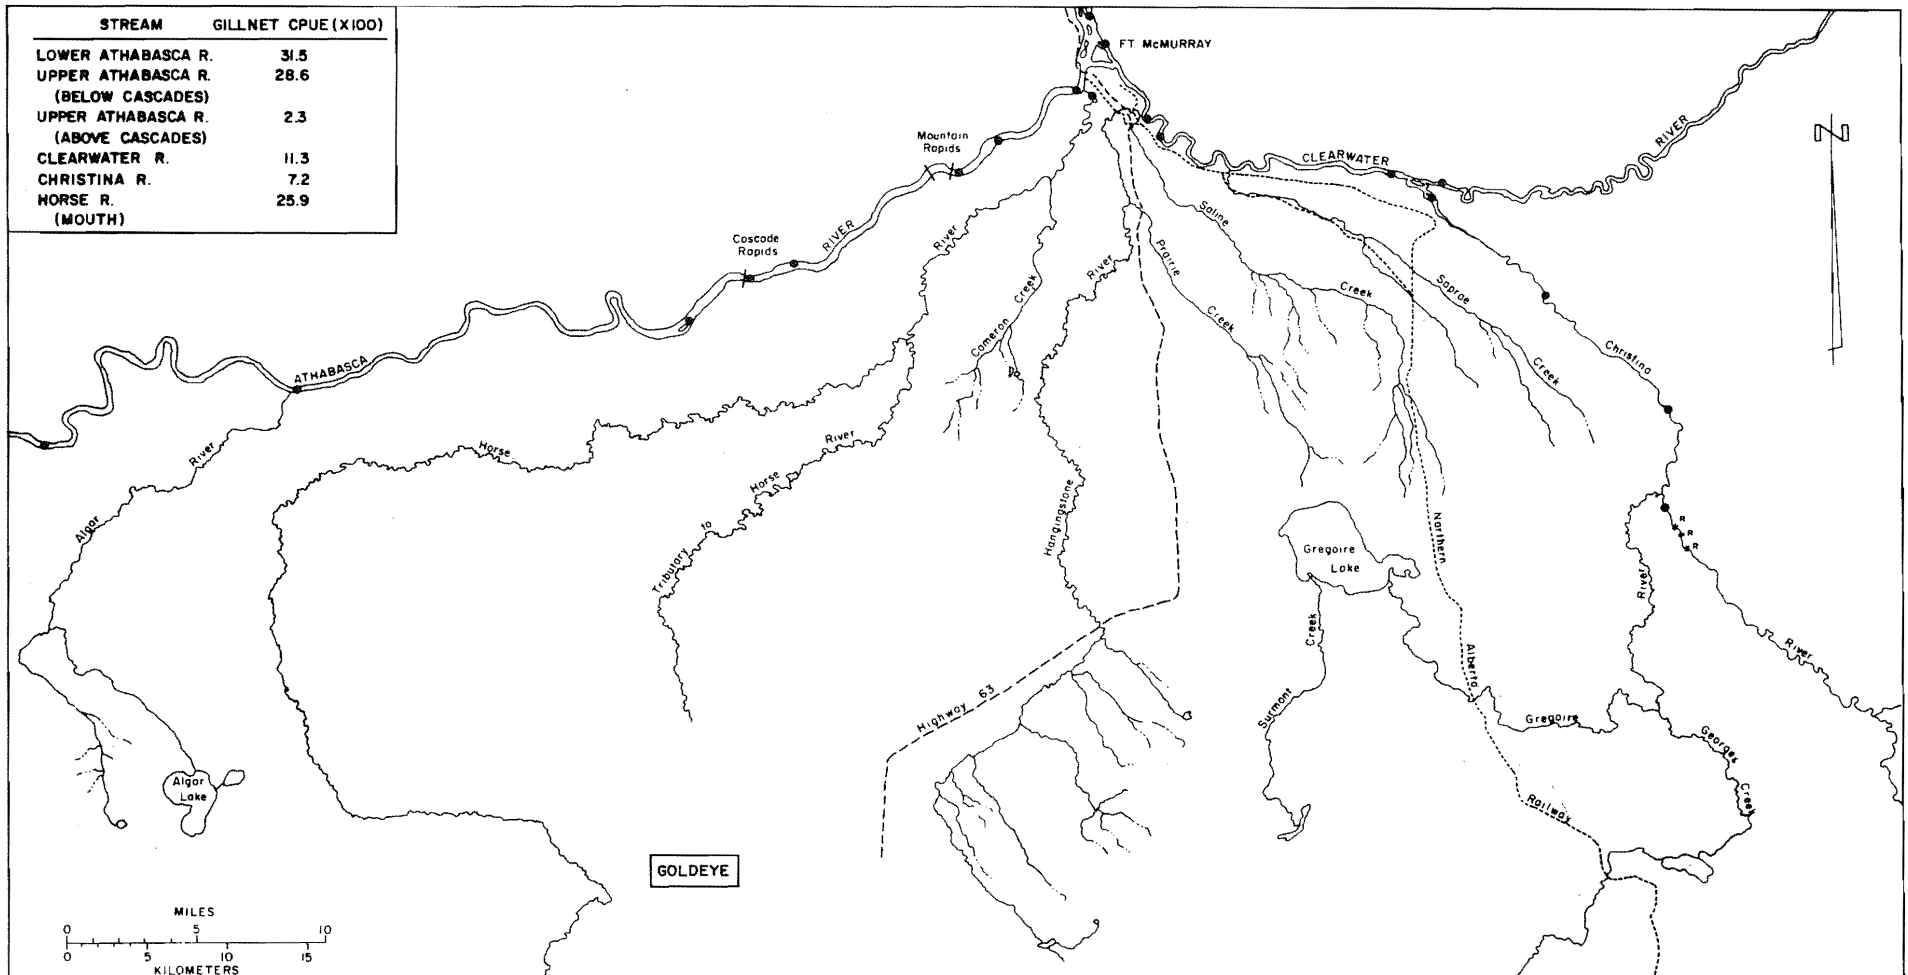 STREAM GILLNET CPUE (X100)
LOWER ATHABASCA R. 31.5
UPPER ATHABASCA R. 28.6
(BELOW CASCADES)
UPPER ATHABASCA R. 2.3
(ABOVE CASCADES)
CLEARWATER R. 11.3
CHRISTINA R. 7.2
HORSE R. 25.9
(MOUTH)
FT. McMURRAY
Mountain
Rapids
CLEARWATER RIVER
N
Cascade
Rapids
ATHABASCA RIVER
Horse River
Cameron Creek
Hangingstone River
Prairie Creek
Saline Creek
Saprae Creek
Christina River
Algar River
Tributary to Horse River
Gregoire
Lake
R
R
R
Northern Alberta Railway
Surmont Creek
Gregoire River
Georges Creek
Highway 63
Algar
Lake
GOLDEYE
MILES
0 5 10
0 5 10 15
KILOMETERS